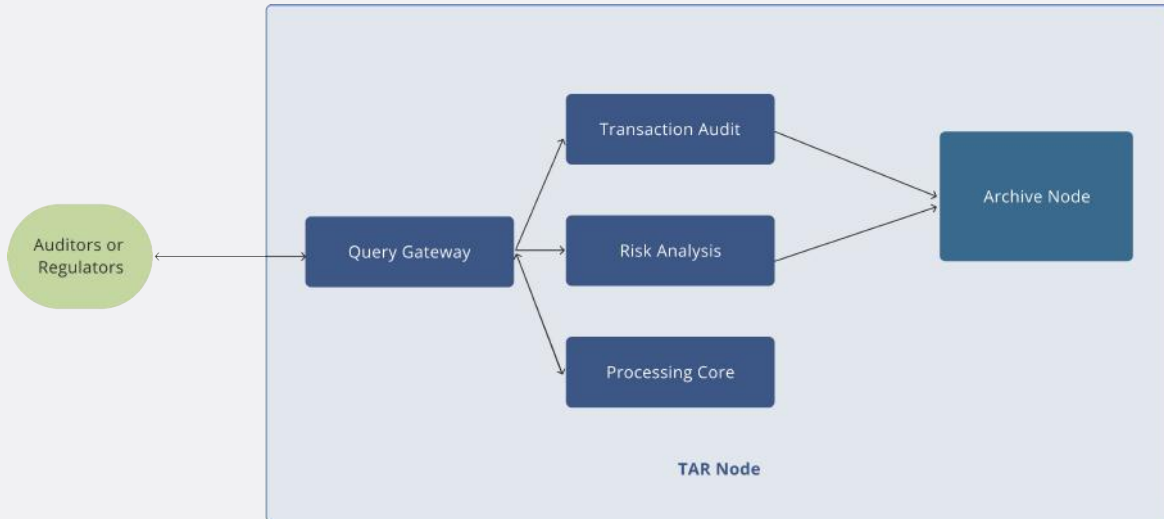 Auditors or
Regulators
Query Gateway
Transaction Audit
Risk Analysis
Processing Core
Archive Node
TAR Node